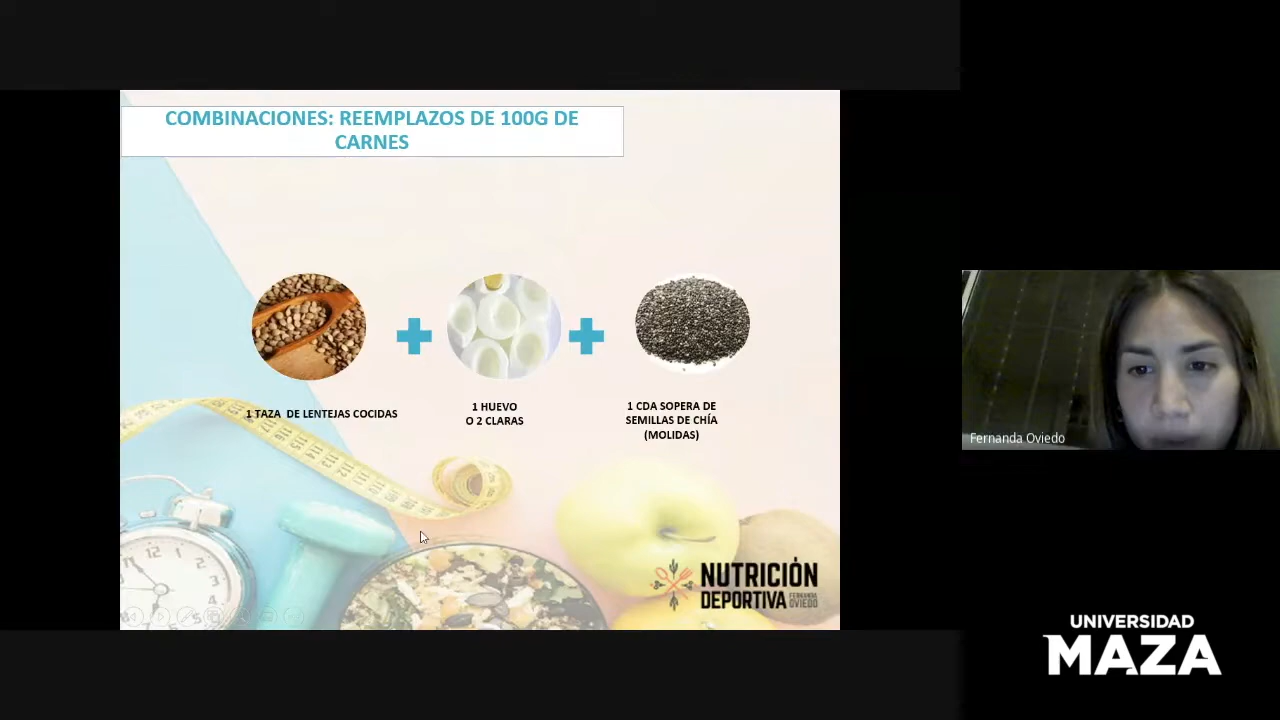 COMBINACIONES: REEMPLAZOS DE 100G DE
CARNES
1 TAZA  DE LENTEJAS COCIDAS
1 HUEVO
O 2 CLARAS
1 CDA SOPERA DE
SEMILLAS DE CHÍA
(MOLIDAS)
NUTRICIÓN
DEPORTIVA FERNANDA
OVIEDO
Fernanda Oviedo
UNIVERSIDAD
MAZA